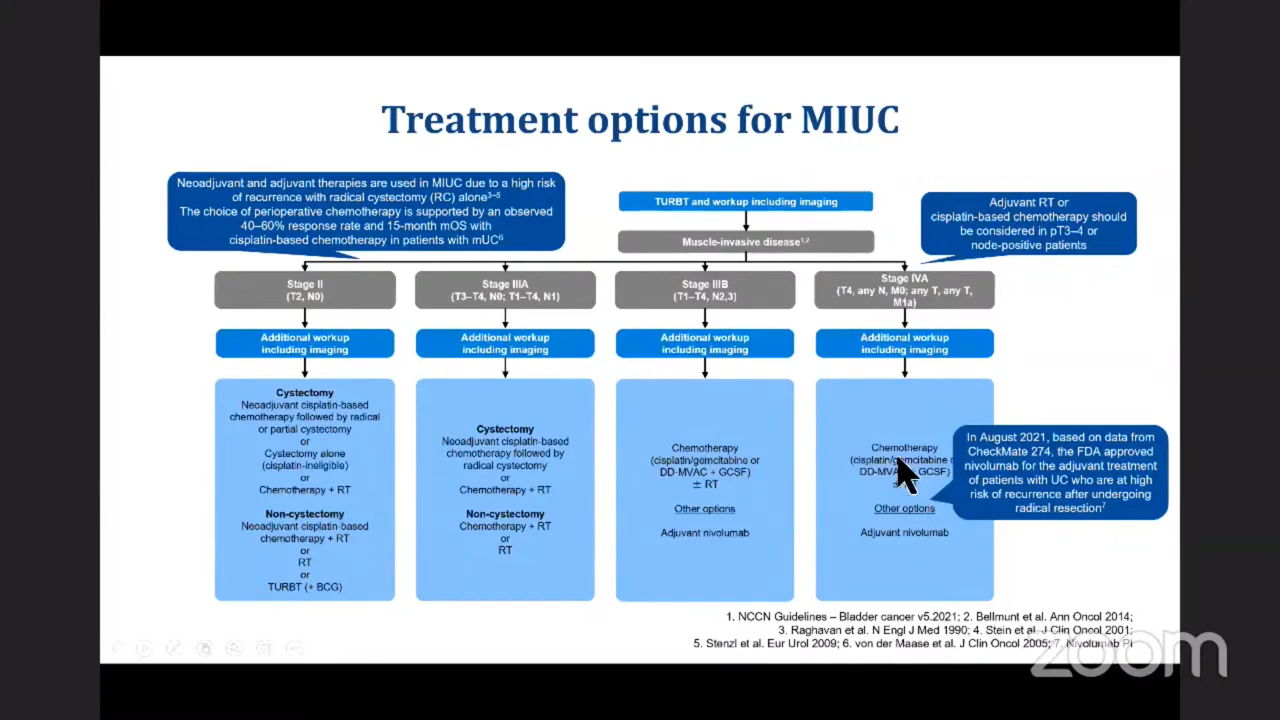 Treatment options for MIUC
Neoadjuvant and adjuvant therapies are used in MIUC due to a high risk
of recurrence with radical cystectomy (RC) alone³⁻⁵
The choice of perioperative chemotherapy is supported by an observed
40–60% response rate and 15-month mOS with
cisplatin-based chemotherapy in patients with mUC⁶
TURBT and workup including imaging
Muscle-invasive disease¹,²
Adjuvant RT or
cisplatin-based chemotherapy should
be considered in pT3–4 or
node-positive patients
Stage II
(T2, N0)
Stage IIIA
(T3–T4, N0; T1–T4, N1)
Stage IIIB
(T1–T4, N2,3)
Stage IVA
(T4, any N, M0; any T, any T,
M1a)
Additional workup
including imaging
Additional workup
including imaging
Additional workup
including imaging
Additional workup
including imaging
Cystectomy
Neoadjuvant cisplatin-based
chemotherapy followed by radical
or partial cystectomy
or
Cystectomy alone
(cisplatin-ineligible)
or
Chemotherapy + RT
Non-cystectomy
Neoadjuvant cisplatin-based
chemotherapy + RT
or
RT
or
TURBT (+ BCG)
Cystectomy
Neoadjuvant cisplatin-based
chemotherapy followed by
radical cystectomy
or
Chemotherapy + RT
Non-cystectomy
Chemotherapy + RT
or
RT
Chemotherapy
(cisplatin/gemcitabine or
DD-MVAC + GCSF)
± RT
Other options
Adjuvant nivolumab
Chemotherapy
(cisplatin/gemcitabine
GCSF)
Other options
Adjuvant nivolumab
In August 2021, based on data from
CheckMate 274, the FDA approved
nivolumab for the adjuvant treatment
of patients with UC who are at high
risk of recurrence after undergoing
radical resection⁷
1. NCCN Guidelines – Bladder cancer v5.2021; 2. Bellmunt et al. Ann Oncol 2014;
3. Raghavan et al. N Engl J Med 1990; 4. Stein et al. J Clin Oncol 2001;
5. Stenzl et al. Eur Urol 2009; 6. von der Maase et al. J Clin Oncol 2005; 7. Nivolumab PI
zoom